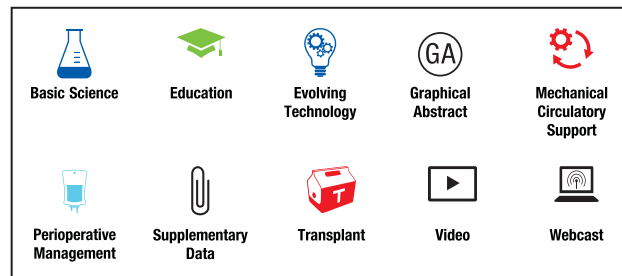 GA
Basic Science
Education
Evolving
Technology
Graphical
Abstract
Mechanical
Circulatory
Support
T
Perioperative
Management
Supplementary
Data
Transplant
Video
Webcast